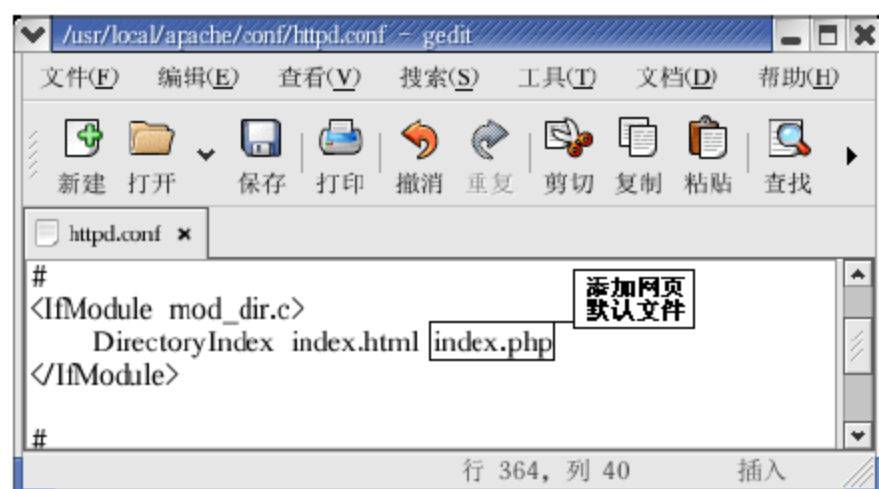 /usr/local/apache/conf/httpd.conf - gedit
文件(F) 编辑(E) 查看(V) 搜索(S) 工具(T) 文档(D) 帮助(H)
新建 打开 保存 打印 撤消 重复 剪切 复制 粘贴 查找
httpd.conf
#
添加网页
默认文件
<IfModule mod_dir.c>
DirectoryIndex index.html index.php
</IfModule>
#
行 364, 列 40 插入